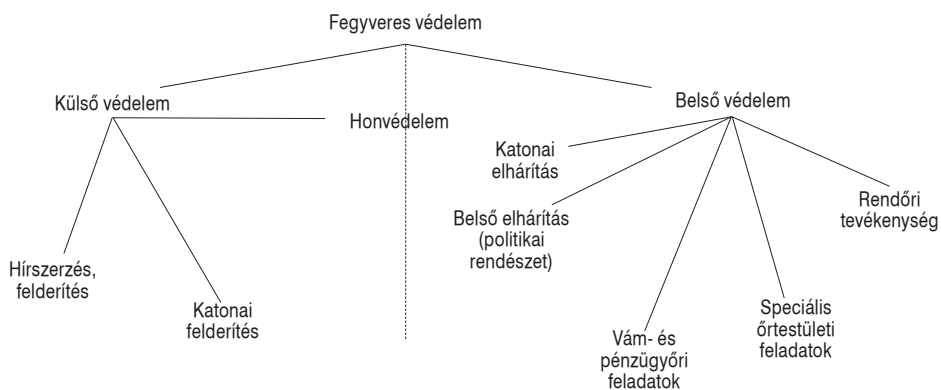 Fegyveres védelem
Külső védelem
Honvédelem
Belső védelem
Katonai
elhárítás
Belső elhárítás
(politikai
rendészet)
Rendőri
tevékenység
Hírszerzés,
felderítés
Katonai
felderítés
Vám- és
pénzügyőri
feladatok
Speciális
őrtestületi
feladatok